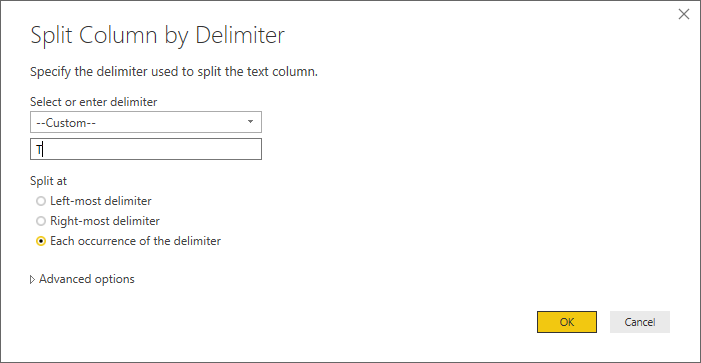 Split Column by Delimiter
Specify the delimiter used to split the text column.
Select or enter delimiter
--Custom--
T
Split at
Left-most delimiter
Right-most delimiter
Each occurrence of the delimiter
Advanced options
OK
Cancel